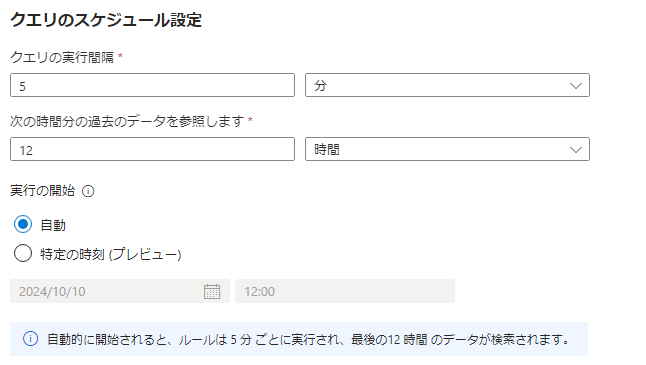 クエリのスケジュール設定
クエリの実行間隔 *
5 分
次の時間分の過去のデータを参照します *
12 時間
実行の開始
自動
特定の時刻 (プレビュー)
2024/10/10 12:00
自動的に開始されると、ルールは 5 分 ごとに実行され、最後の12 時間 のデータが検索されます。